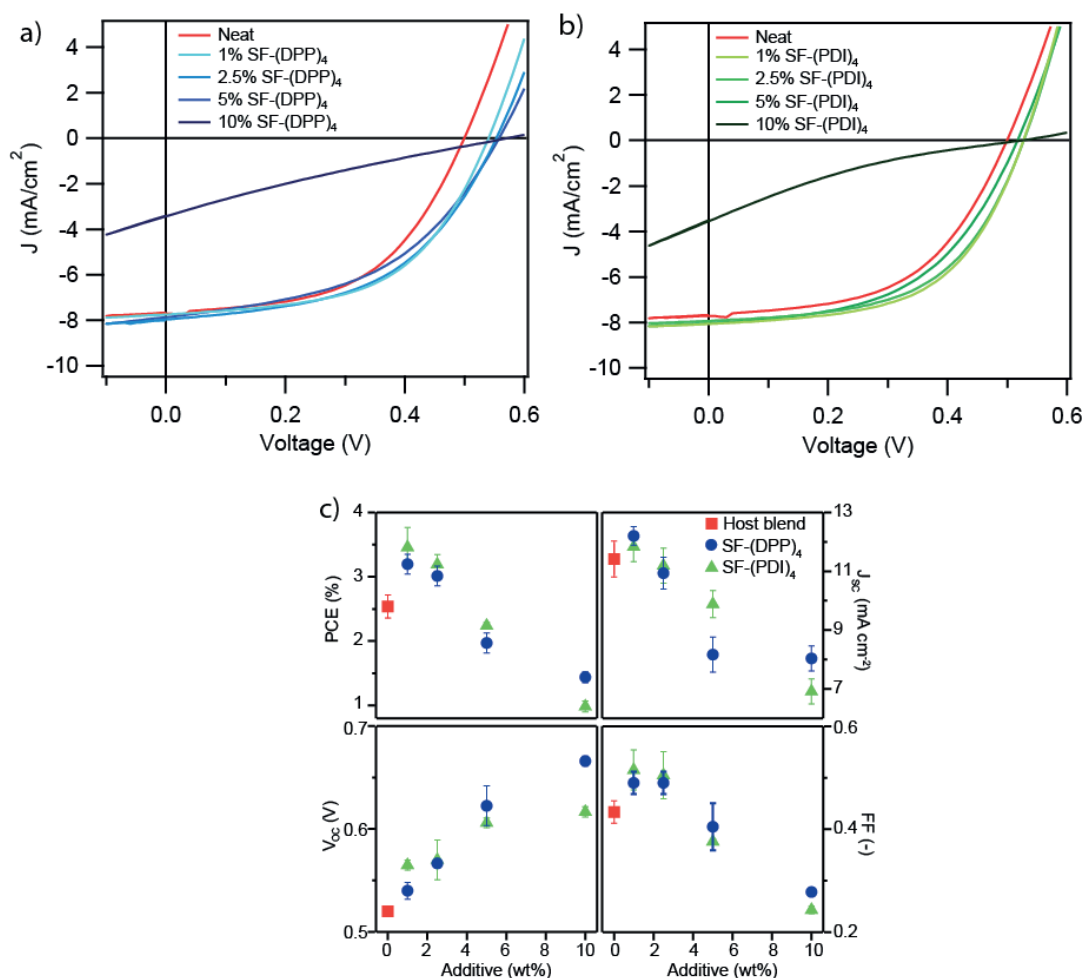 a)
Neat
1% SF-(DPP)4
2.5% SF-(DPP)4
5% SF-(DPP)4
10% SF-(DPP)4
4
2
0
-2
-4
-6
-8
-10
J (mA/cm2)
0.0
0.2
0.4
0.6
Voltage (V)
b)
Neat
1% SF-(PDI)4
2.5% SF-(PDI)4
5% SF-(PDI)4
10% SF-(PDI)4
4
2
0
-2
-4
-6
-8
-10
J (mA/cm2)
0.0
0.2
0.4
0.6
Voltage (V)
c)
4
3
2
1
PCE (%)
Host blend
SF-(DPP)4
SF-(PDI)4
13
11
9
7
Jsc (mA cm-2)
0.7
0.6
0.5
Voc (V)
0.6
0.4
0.2
FF (-)
0 2 4 6 8 10
Additive (wt%)
0 2 4 6 8 10
Additive (wt%)